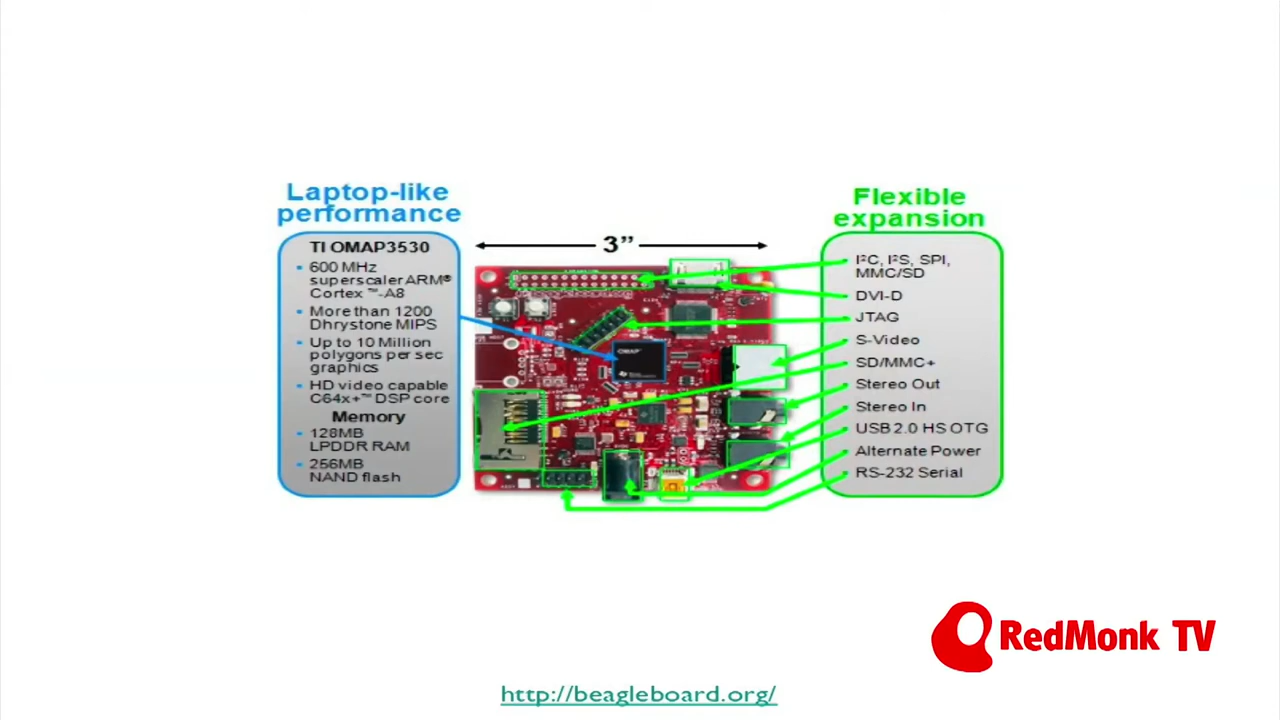 Laptop-like
performance
TI OMAP3530
• 600 MHz
superscaler ARM®
Cortex ™-A8
• More than 1200
Dhrystone MIPS
• Up to 10 Million
polygons per sec
graphics
• HD video capable
C64x+™ DSP core
Memory
• 128MB
LPDDR RAM
• 256MB
NAND flash
3”
OMAP
Flexible
expansion
I²C, I²S, SPI,
MMC/SD
DVI-D
JTAG
S-Video
SD/MMC+
Stereo Out
Stereo In
USB 2.0 HS OTG
Alternate Power
RS-232 Serial
RedMonk TV
http://beagleboard.org/